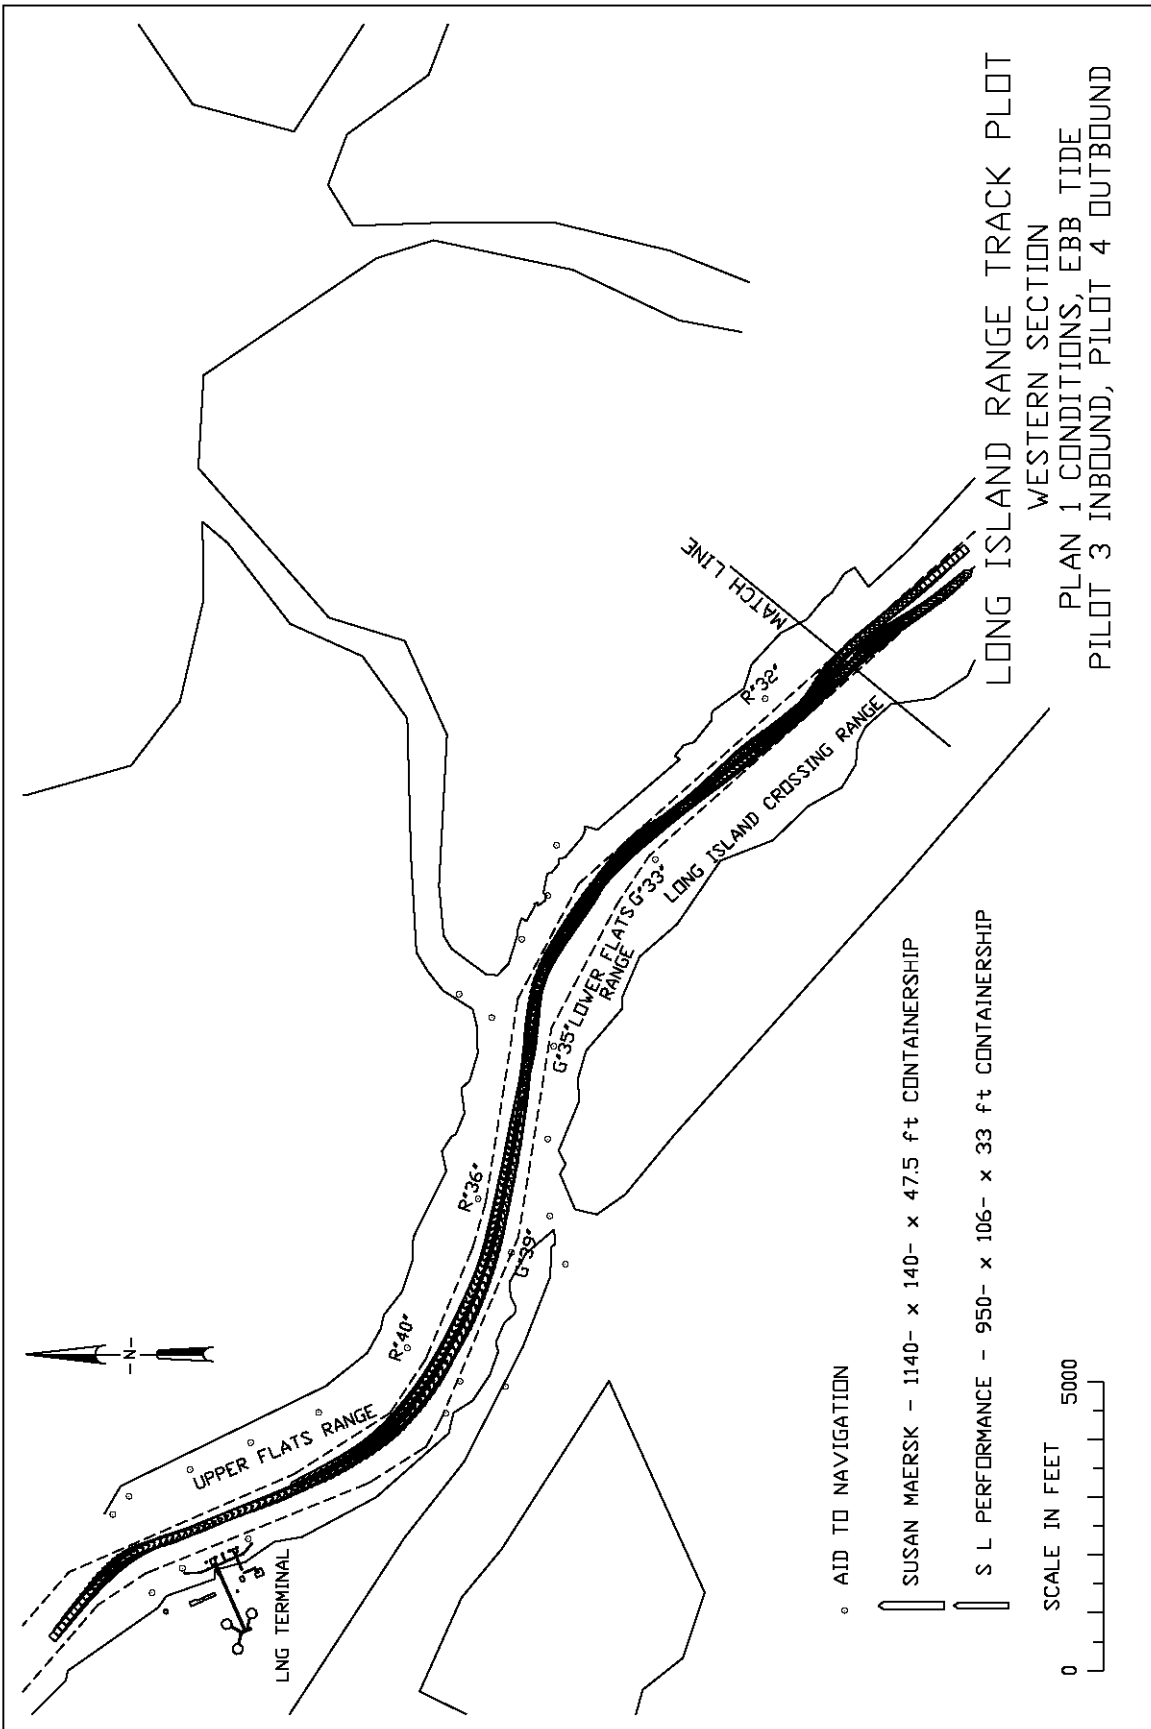 LONG ISLAND RANGE TRACK PLOT
WESTERN SECTION
PLAN 1 CONDITIONS, EBB TIDE
PILOT 3 INBOUND, PILOT 4 OUTBOUND
MATCH LINE
R"32"
LONG ISLAND CROSSING RANGE
G"33"
LOWER FLATS
RANGE
G"35"
R"36"
G"39"
R"40"
-N-
UPPER FLATS RANGE
LNG TERMINAL
AID TO NAVIGATION
SUSAN MAERSK - 1140- x 140- x 47.5 ft CONTAINERSHIP
S L PERFORMANCE - 950- x 106- x 33 ft CONTAINERSHIP
SCALE IN FEET
0 5000